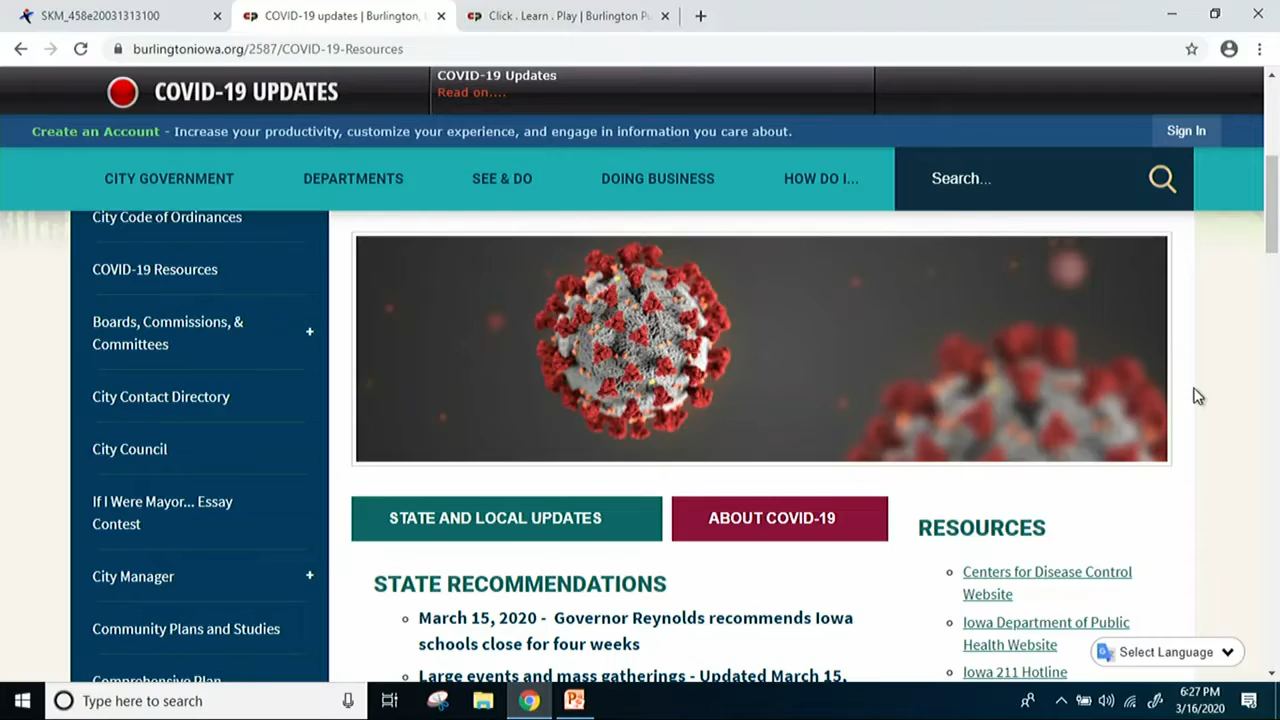 SKM_458e20031313100
COVID-19 updates | Burlington,
Click . Learn . Play | Burlington P
burlingtoniowa.org/2587/COVID-19-Resources
COVID-19 UPDATES
COVID-19 Updates
Read on....
Create an Account - Increase your productivity, customize your experience, and engage in information you care about.
Sign In
CITY GOVERNMENT
DEPARTMENTS
SEE & DO
DOING BUSINESS
HOW DO I...
Search...
City Code of Ordinances
COVID-19 Resources
Boards, Commissions, &
Committees
+
City Contact Directory
City Council
If I Were Mayor... Essay
Contest
City Manager
+
Community Plans and Studies
Comprehensive Plan
STATE AND LOCAL UPDATES
ABOUT COVID-19
STATE RECOMMENDATIONS
March 15, 2020 - Governor Reynolds recommends Iowa
schools close for four weeks
Large events and mass gatherings - Updated March 15,
RESOURCES
Centers for Disease Control
Website
Iowa Department of Public
Health Website
Iowa 211 Hotline
Select Language
Type here to search
6:27 PM
3/16/2020